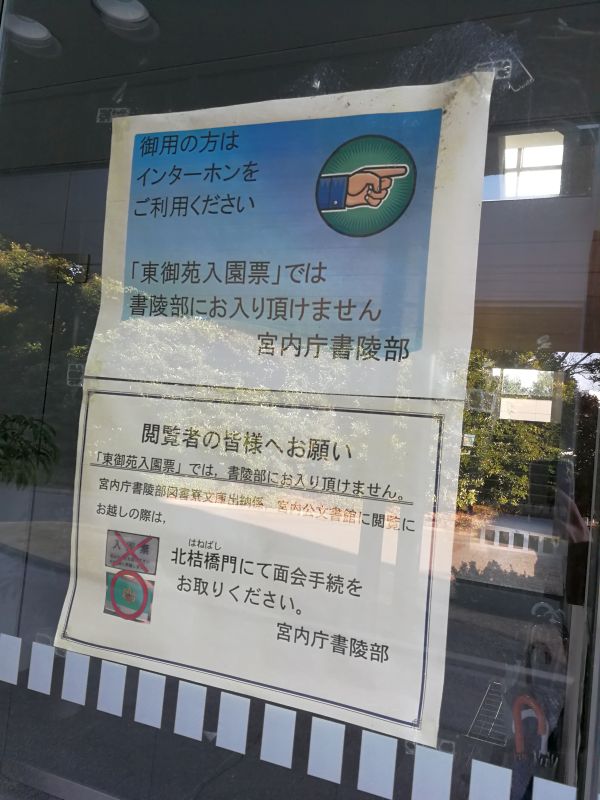 御用の方は
インターホンを
ご利用ください
「東御苑入園票」では
書陵部にお入り頂けません
宮内庁書陵部
閲覧者の皆様へお願い
「東御苑入園票」では，書陵部にお入り頂けません。
宮内庁書陵部図書寮文庫出納係，宮内公文書館に閲覧に
お越しの際は，
はねばし
北桔橋門にて面会手続を
お取りください。
宮内庁書陵部